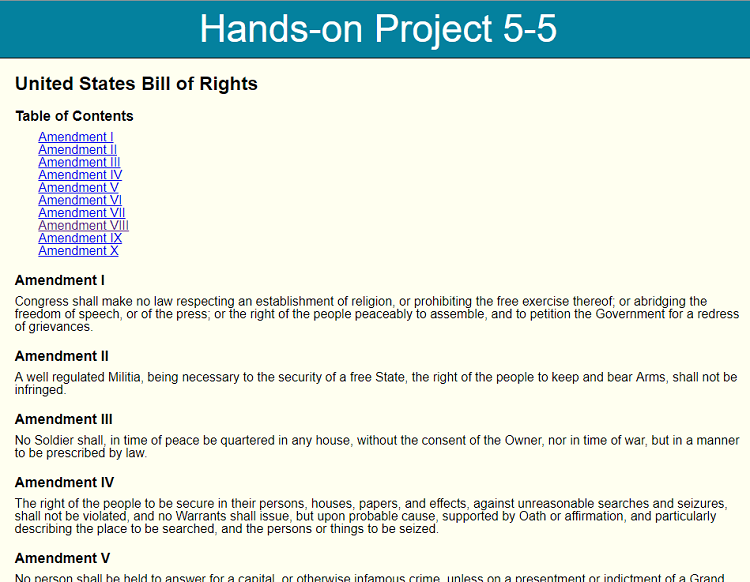 Hands-on Project 5-5
United States Bill of Rights
Table of Contents
Amendment I
Amendment II
Amendment III
Amendment IV
Amendment V
Amendment VI
Amendment VII
Amendment VIII
Amendment IX
Amendment X
Amendment I
Congress shall make no law respecting an establishment of religion, or prohibiting the free exercise thereof; or abridging the
freedom of speech, or of the press; or the right of the people peaceably to assemble, and to petition the Government for a redress
of grievances.
Amendment II
A well regulated Militia, being necessary to the security of a free State, the right of the people to keep and bear Arms, shall not be
infringed.
Amendment III
No Soldier shall, in time of peace be quartered in any house, without the consent of the Owner, nor in time of war, but in a manner
to be prescribed by law.
Amendment IV
The right of the people to be secure in their persons, houses, papers, and effects, against unreasonable searches and seizures,
shall not be violated, and no Warrants shall issue, but upon probable cause, supported by Oath or affirmation, and particularly
describing the place to be searched, and the persons or things to be seized.
Amendment V
No person shall be held to answer for a capital, or otherwise infamous crime, unless on a presentment or indictment of a Grand